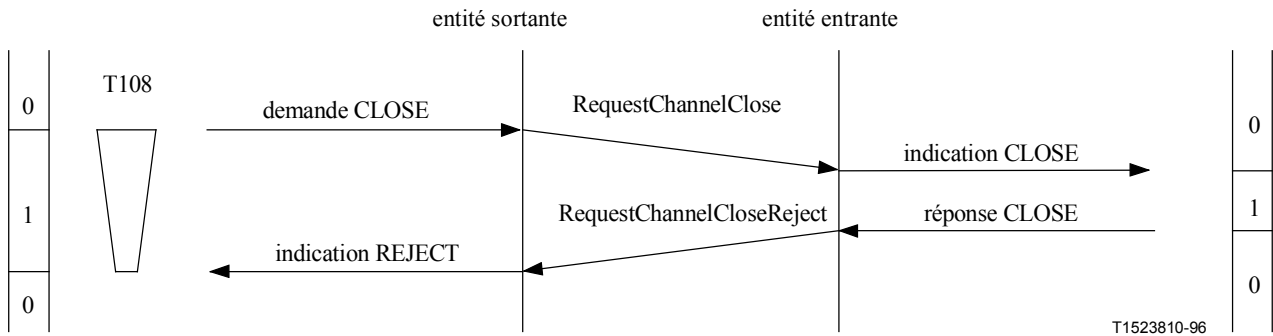 entité sortante
entité entrante
T108
0
demande CLOSE
RequestChannelClose
0
indication CLOSE
1
RequestChannelCloseReject
réponse CLOSE
1
indication REJECT
0
0
T1523810-96